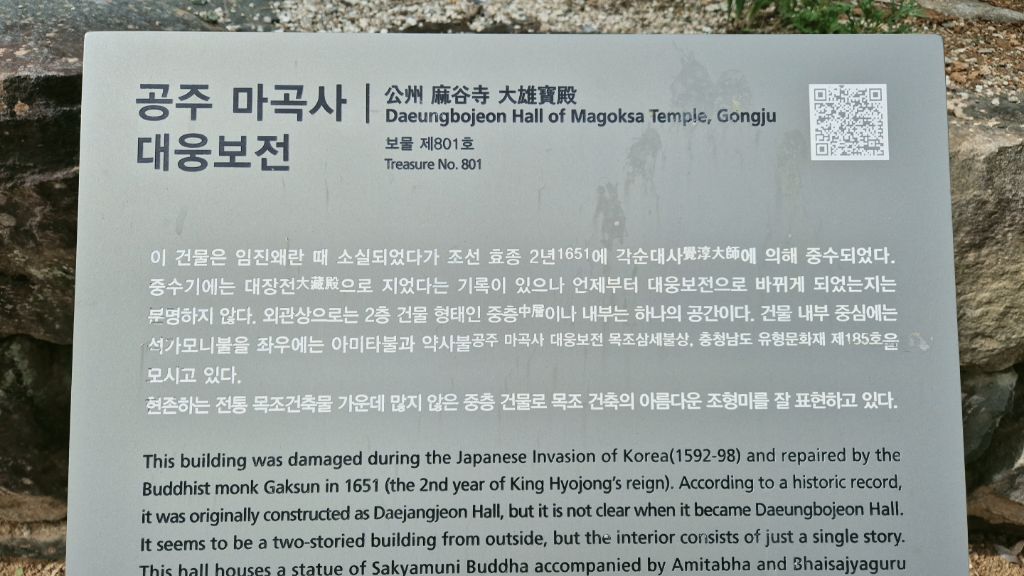 공주 마곡사
대웅보전
公州 麻谷寺 大雄寶殿
Daeungbojeon Hall of Magoksa Temple, Gongju
보물 제801호
Treasure No. 801
이 건물은 임진왜란 때 소실되었다가 조선 효종 2년1651에 각순대사覺淳大師에 의해 중수되었다.
중수기에는 대장전大藏殿으로 지었다는 기록이 있으나 언제부터 대웅보전으로 바뀌게 되었는지는
분명하지 않다. 외관상으로는 2층 건물 형태인 중층中層이나 내부는 하나의 공간이다. 건물 내부 중심에는
석가모니불을 좌우에는 아미타불과 약사불공주 마곡사 대웅보전 목조삼세불상, 충청남도 유형문화재 제185호을
모시고 있다.
현존하는 전통 목조건축물 가운데 많지 않은 중층 건물로 목조 건축의 아름다운 조형미를 잘 표현하고 있다.
This building was damaged during the Japanese Invasion of Korea(1592-98) and repaired by the
Buddhist monk Gaksun in 1651 (the 2nd year of King Hyojong's reign). According to a historic record,
it was originally constructed as Daejangjeon Hall, but it is not clear when it became Daeungbojeon Hall.
It seems to be a two-storied building from outside, but the interior consists of just a single story.
This hall houses a statue of Sakyamuni Buddha accompanied by Amitabha and Bhaisajyaguru